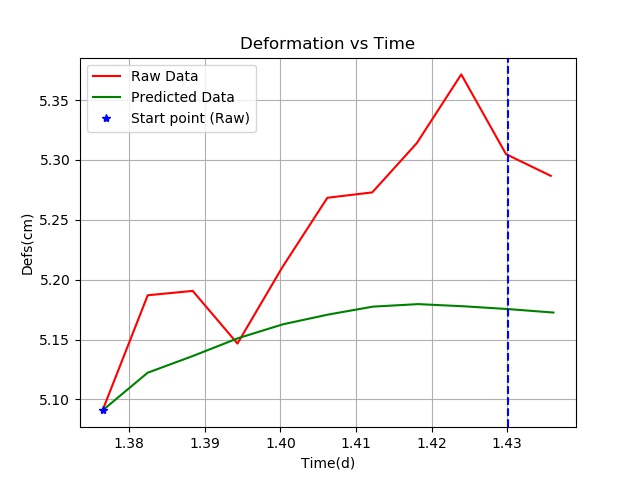 Deformation vs Time
Raw Data
Predicted Data
Start point (Raw)
Defs(cm)
5.35
5.30
5.25
5.20
5.15
5.10
1.38 1.39 1.40 1.41 1.42 1.43
Time(d)